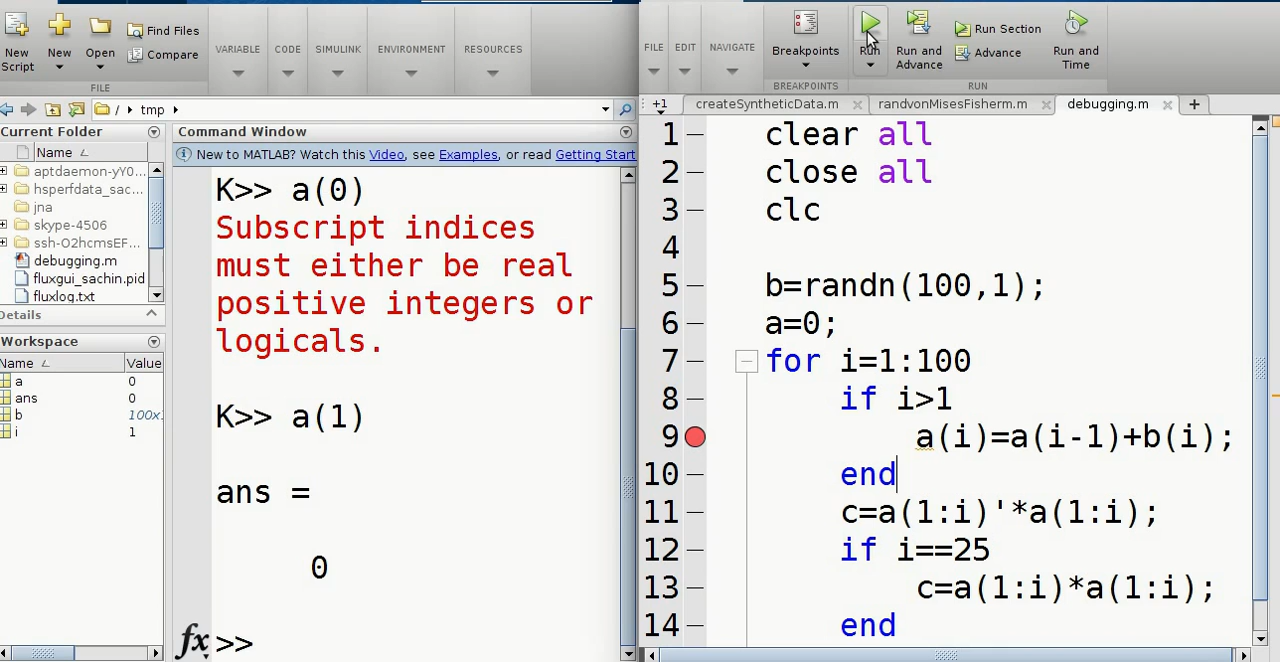 New Script
New
Open
Find Files
Compare
FILE
VARIABLE
CODE
SIMULINK
ENVIRONMENT
RESOURCES
/ tmp
Current Folder
Name
aptdaemon-yY0...
hsperfdata_sac...
jna
skype-4506
ssh-O2hcmsEF...
debugging.m
fluxgui_sachin.pid
fluxlog.txt
Details
Workspace
Name Value
a 0
ans 0
b 100x
i 1
Command Window
New to MATLAB? Watch this Video, see Examples, or read Getting Start
K>> a(0)
Subscript indices
must either be real
positive integers or
logicals.
K>> a(1)
ans =
0
fx >>
FILE
EDIT
NAVIGATE
Breakpoints
BREAKPOINTS
Run
Run and Advance
Run Section
Advance
Run and Time
RUN
+1
createSyntheticData.m
randvonMisesFisherm.m
debugging.m
1 clear all
2 close all
3 clc
4
5 b=randn(100,1);
6 a=0;
7 for i=1:100
8 if i>1
9 a(i)=a(i-1)+b(i);
10 end
11 c=a(1:i)'*a(1:i);
12 if i==25
13 c=a(1:i)*a(1:i);
14 end